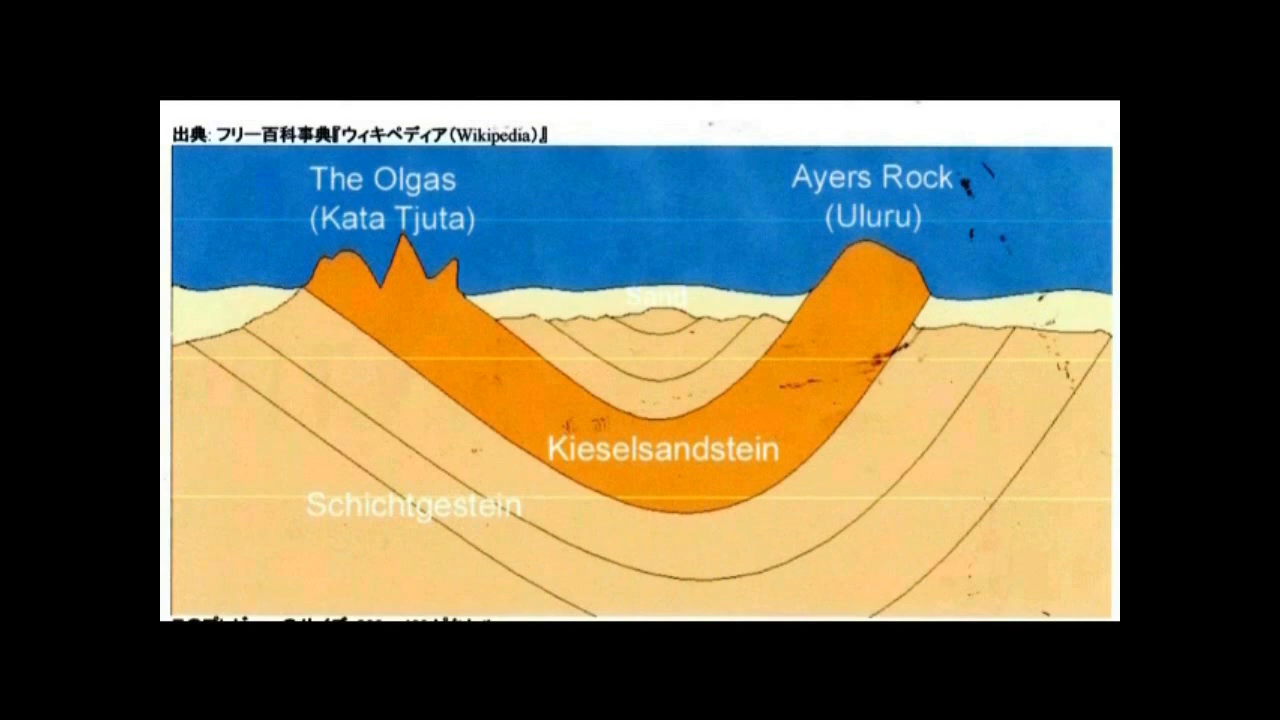 出典: フリー百科事典『ウィキペディア(Wikipedia)』
The Olgas
(Kata Tjuta)
Ayers Rock
(Uluru)
Sand
Kieselsandstein
Schichtgestein